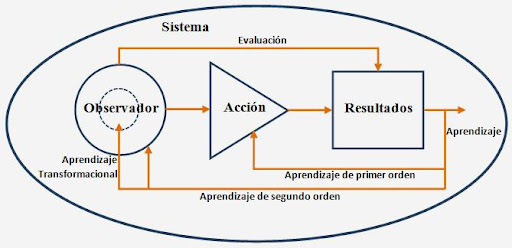 Sistema
Evaluación
Observador
Acción
Resultados
Aprendizaje
Aprendizaje
Transformacional
Aprendizaje de primer orden
Aprendizaje de segundo orden